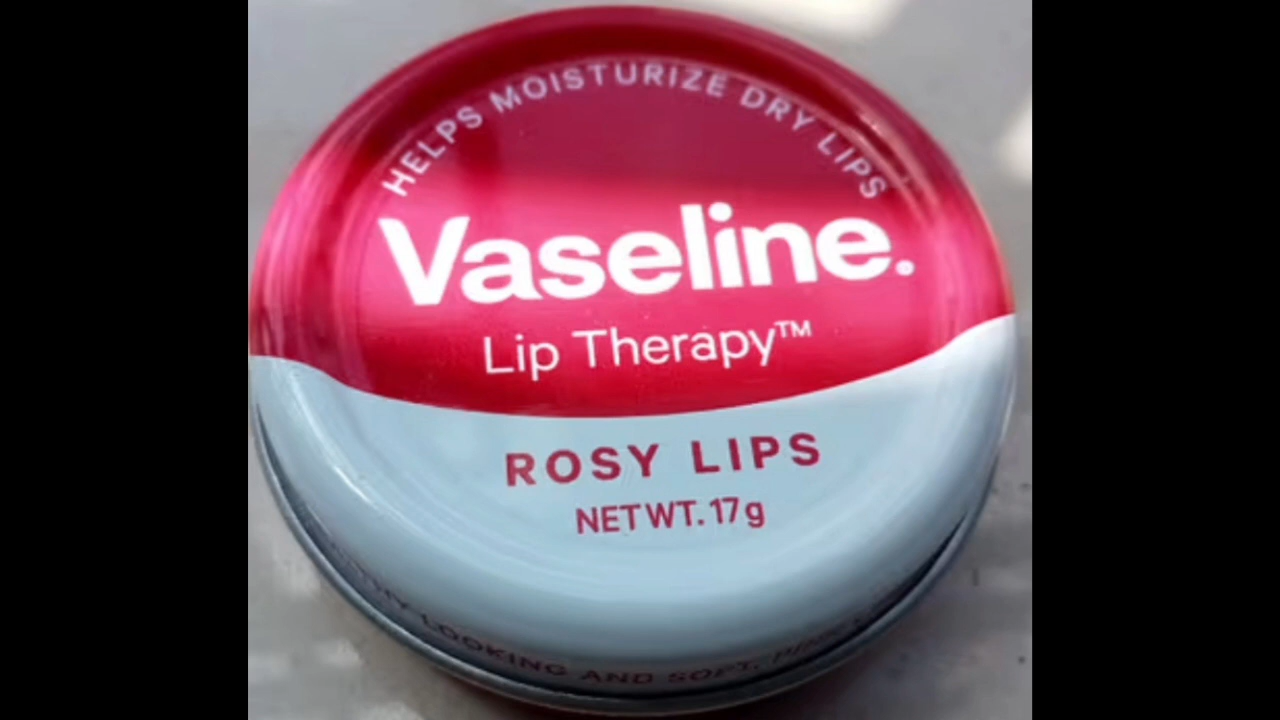 HELPS MOISTURIZE DRY LIPS
Vaseline.
Lip Therapy™
ROSY LIPS
NET WT. 17g
LOOKING AND SOFT,